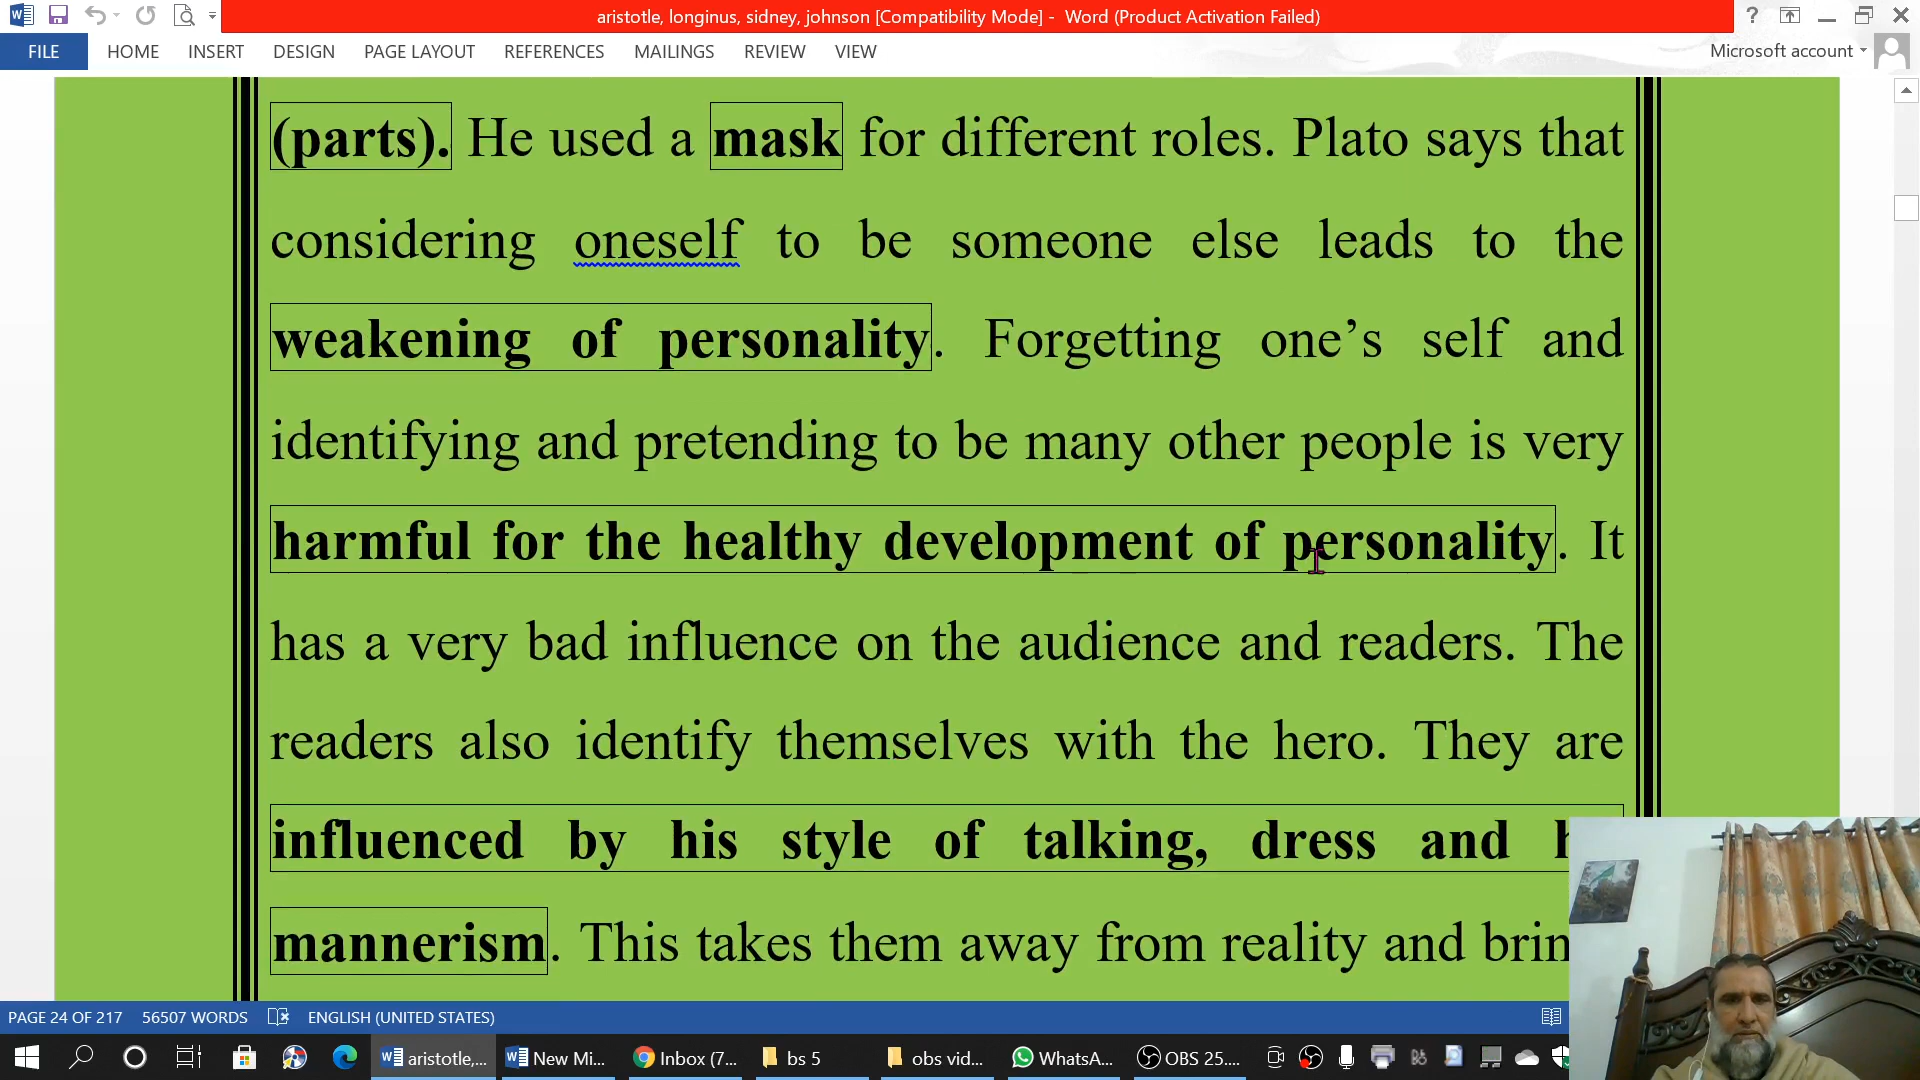 aristotle, longinus, sidney, johnson [Compatibility Mode] - Word (Product Activation Failed)
?
FILE HOME INSERT DESIGN PAGE LAYOUT REFERENCES MAILINGS REVIEW VIEW Microsoft account
(parts). He used a mask for different roles. Plato says that
considering oneself to be someone else leads to the
weakening of personality. Forgetting one’s self and
identifying and pretending to be many other people is very
harmful for the healthy development of personality. It
has a very bad influence on the audience and readers. The
readers also identify themselves with the hero. They are
influenced by his style of talking, dress and
mannerism. This takes them away from reality and
PAGE 24 OF 217 56507 WORDS ENGLISH (UNITED STATES)
aristotle,... New Mi... Inbox (7... bs 5 obs vid... WhatsA... OBS 25....